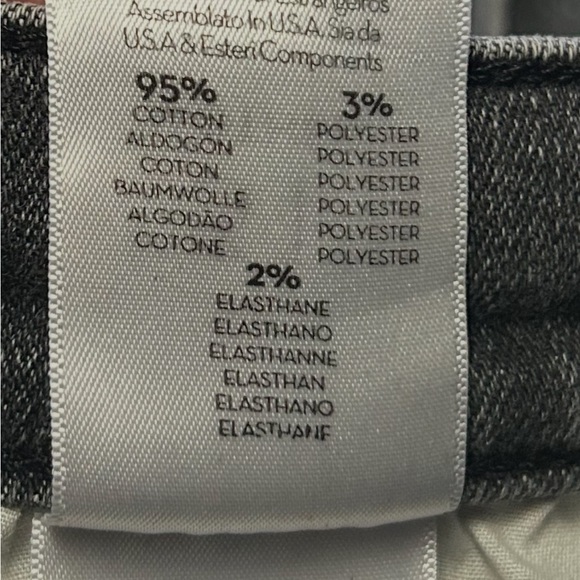 Assemblato In U.S.A. Sia da
U.S.A & Esteri Components
95%
COTTON
ALDOGÓN
COTON
BAUMWOLLE
ALGODÃO
COTONE
3%
POLYESTER
POLYESTER
POLYESTER
POLYESTER
POLYESTER
POLYESTER
2%
ELASTHANE
ELASTHANO
ELASTHANNE
ELASTHAN
ELASTHANO
ELASTHANE